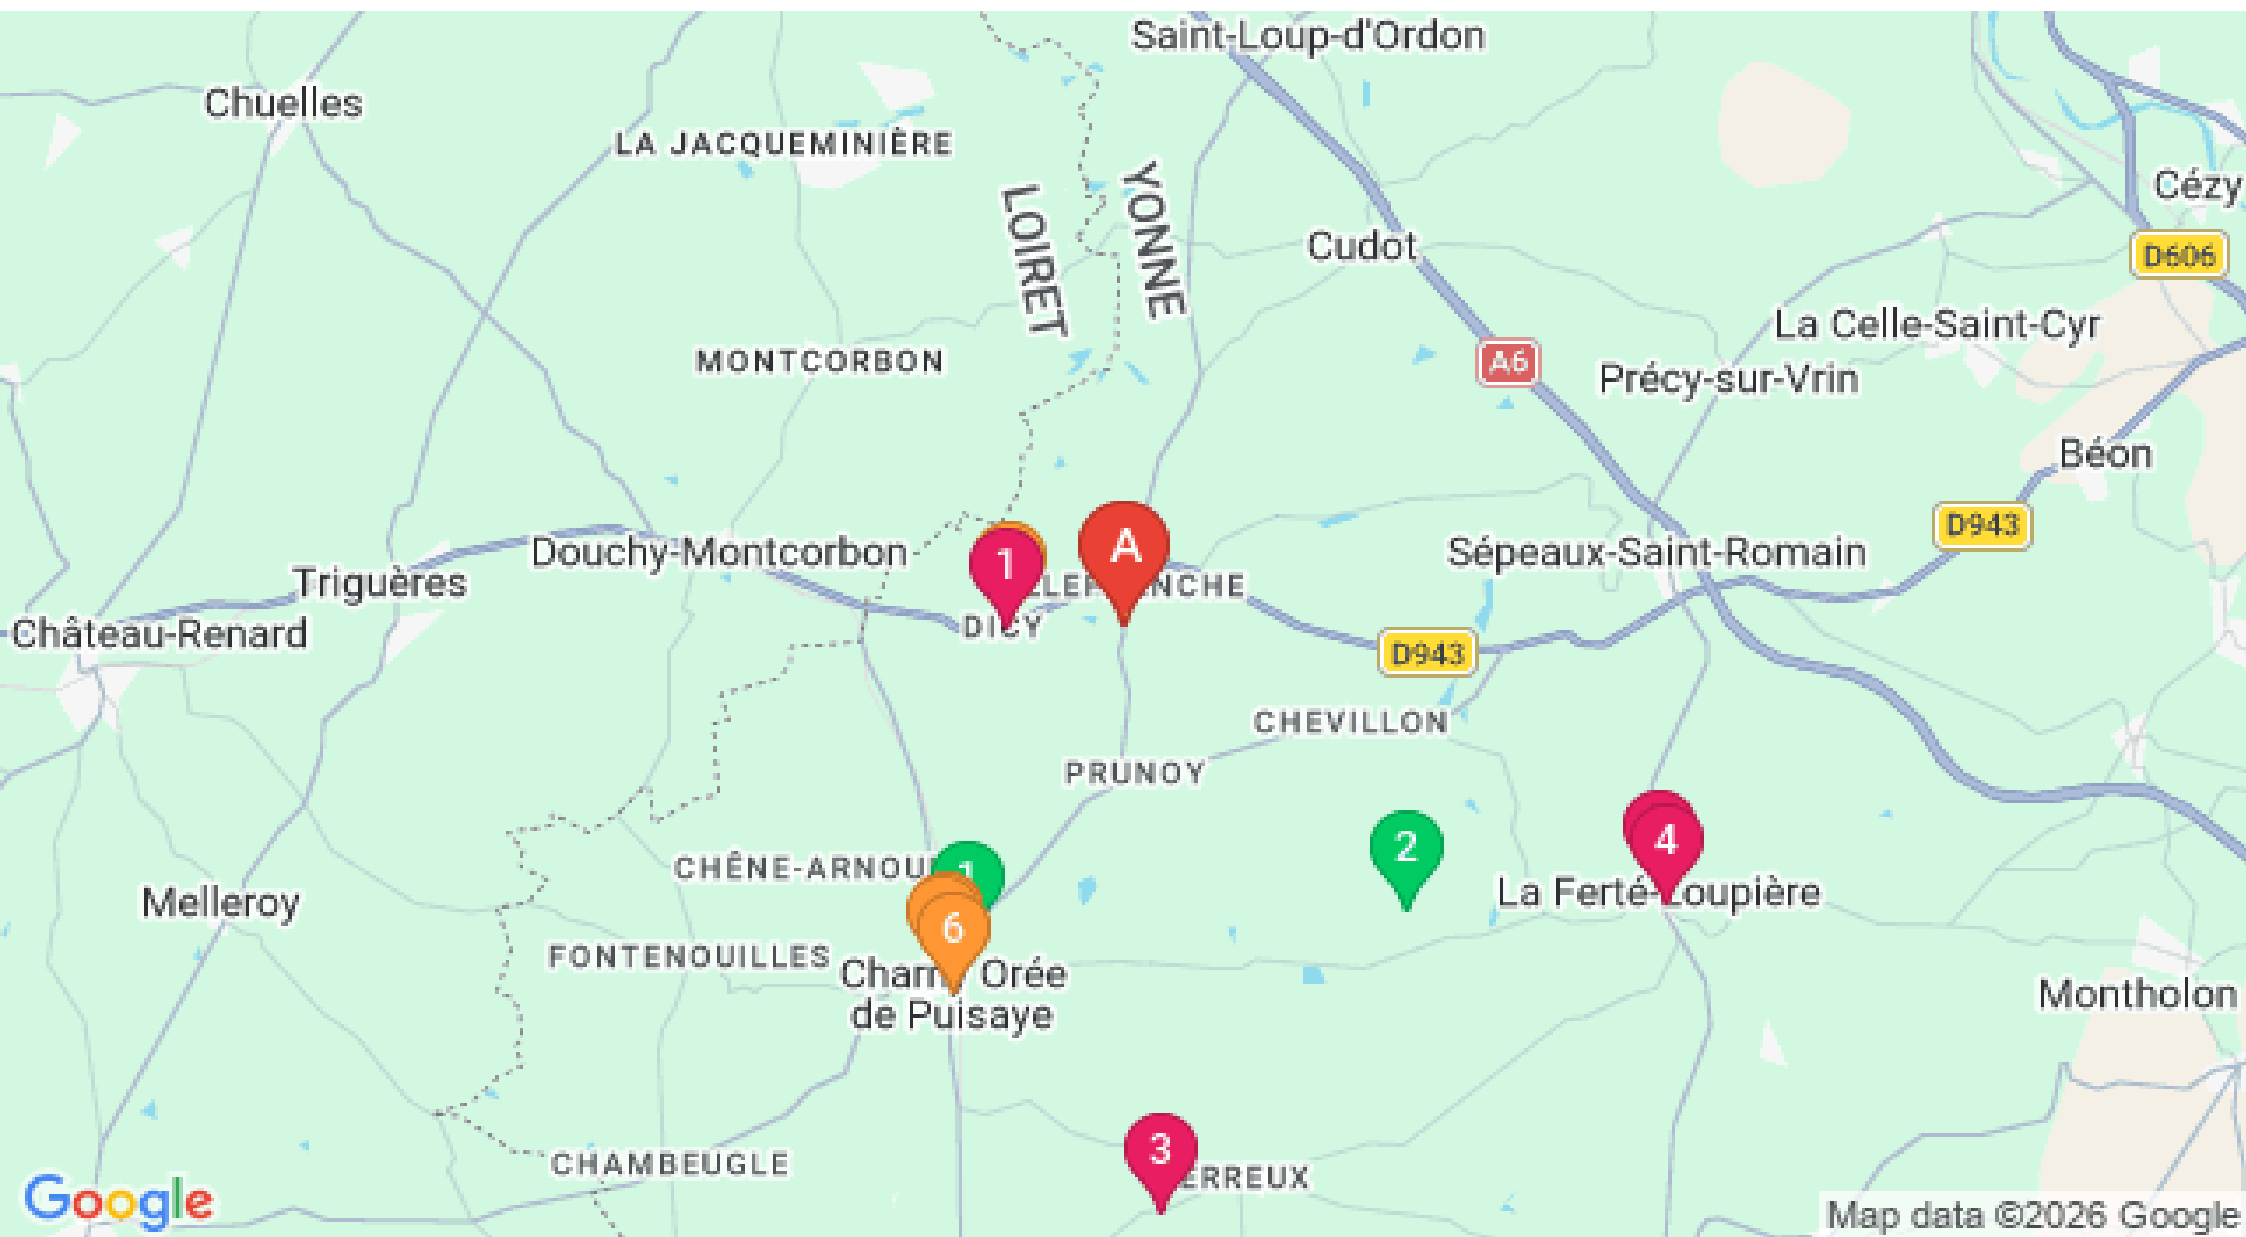 Saint-Loup-d'Ordon
Chuelles
LA JACQUEMINIÈRE
YONNE
LOIRET
Cézy
Cudot
D606
La Celle-Saint-Cyr
MONTCORBON
A6
Précy-sur-Vrin
Béon
D943
A
1
Douchy-Montcorbon
Sépeaux-Saint-Romain
Triguères
DICY
Château-Renard
D943
CHEVILLON
PRUNOY
2
4
CHÊNE-ARNOU
1
La Ferté-Loupière
Melleroy
6
FONTENOUILLES
Orée
de Puisaye
Montholon
3
CHAMBEUGLE
Google
Map data ©2026 Google